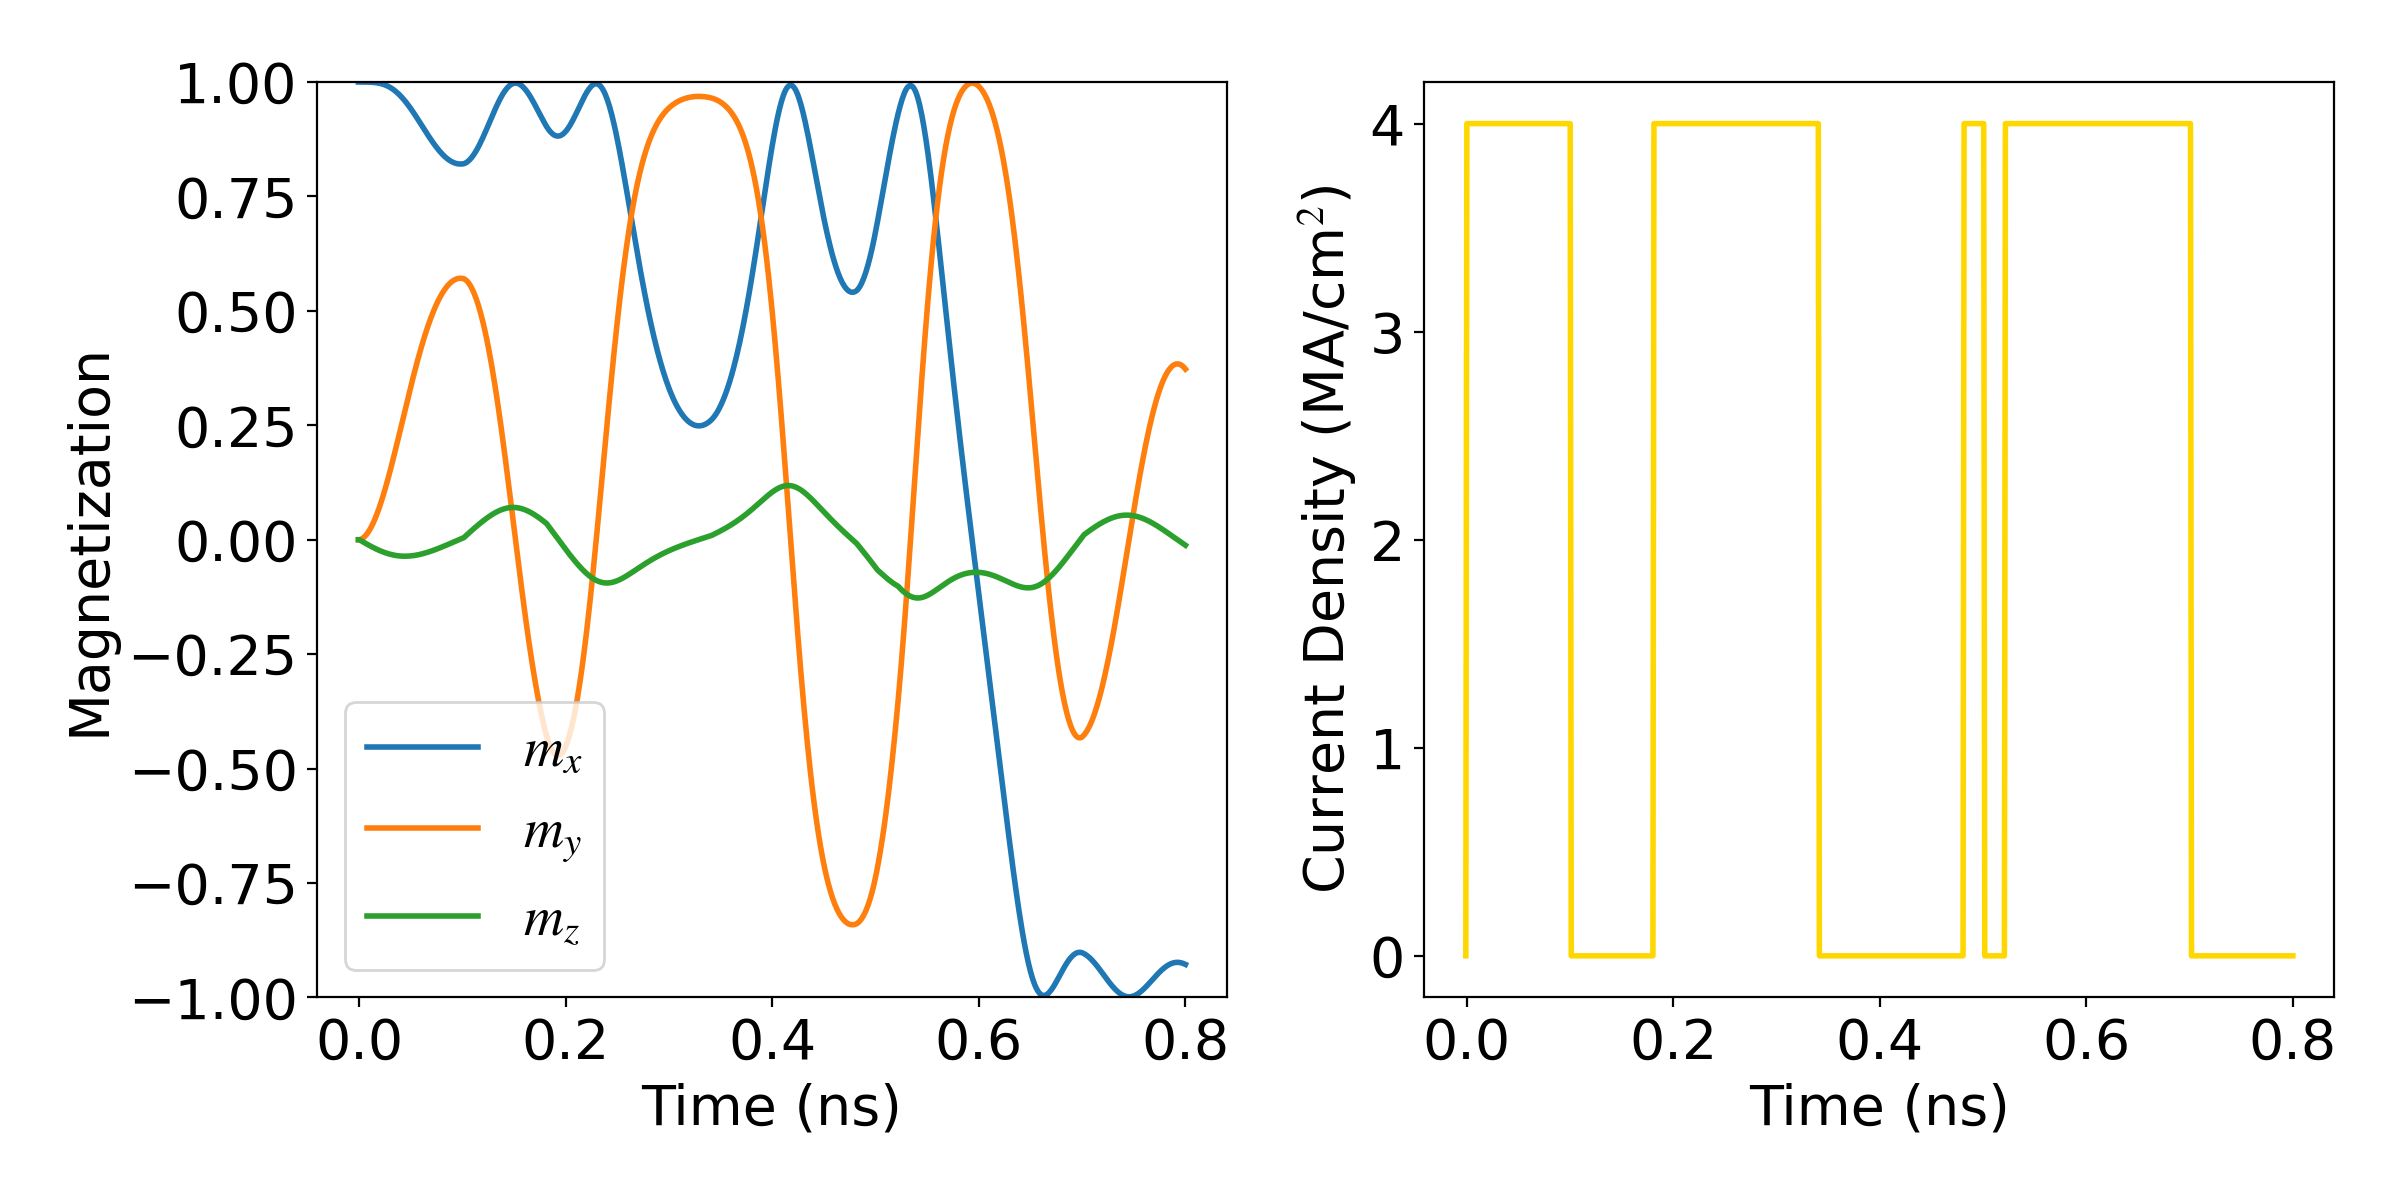 1.00
0.75
0.50
0.25
0.00
−0.25
−0.50
−0.75
−1.00
Magnetization
m_x
m_y
m_z
0.0 0.2 0.4 0.6 0.8
Time (ns)
4
3
2
1
0
Current Density (MA/cm²)
0.0 0.2 0.4 0.6 0.8
Time (ns)